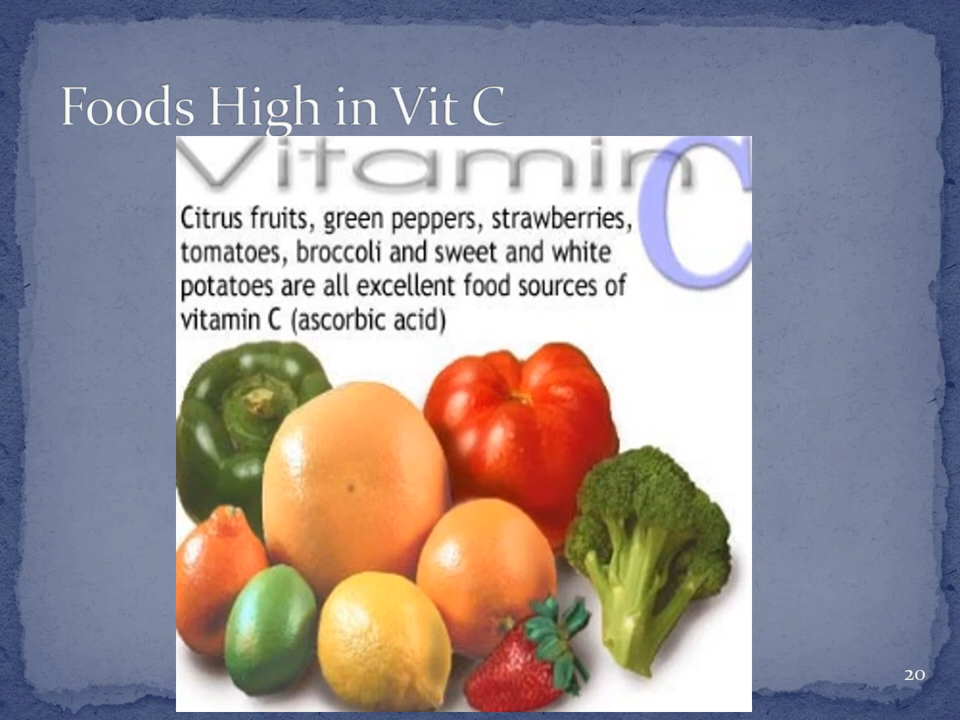 Foods High in Vit C
Vitamin C
Citrus fruits, green peppers, strawberries,
tomatoes, broccoli and sweet and white
potatoes are all excellent food sources of
vitamin C (ascorbic acid)
20